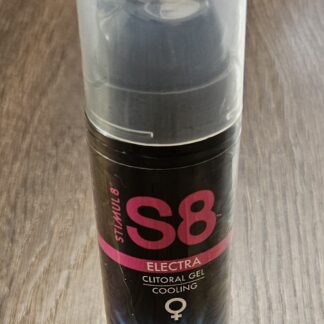 STIMUL8
S8
ELECTRA
CLITORAL GEL
COOLING